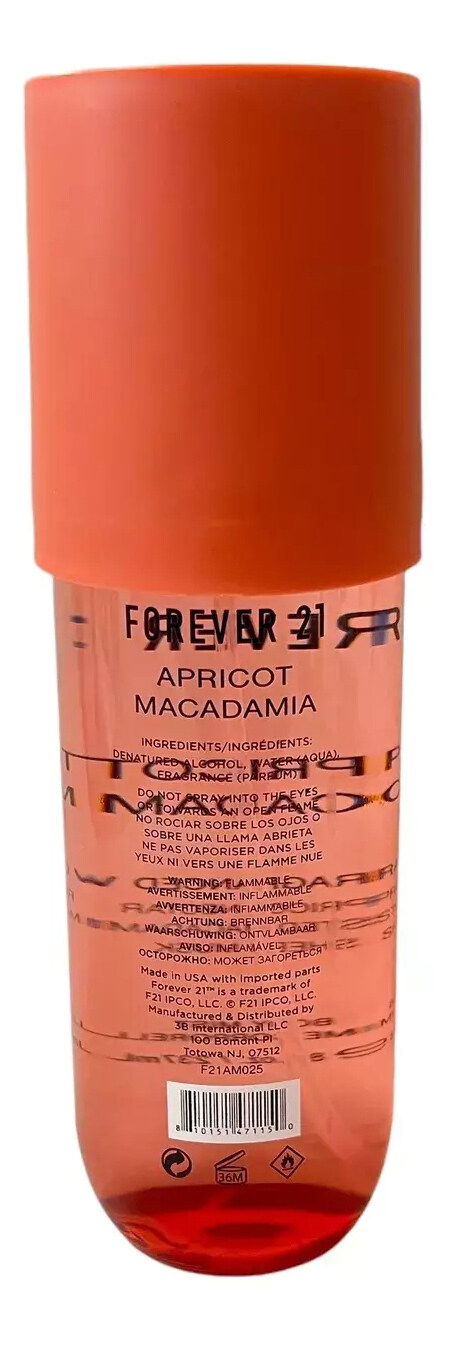 FOREVER 21
APRICOT
MACADAMIA
INGREDIENTS/INGRÉDIENTS:
DENATURED ALCOHOL, WATER (AQUA),
FRAGRANCE (PARFUM)
DO NOT SPRAY INTO THE EYES
OR TOWARDS AN OPEN FLAME
NO ROCIAR SOBRE LOS OJOS O
SOBRE UNA LLAMA ABRIETA
NE PAS VAPORISER DANS LES
YEUX NI VERS UNE FLAMME NUE
WARNING: FLAMMABLE
AVERTISSEMENT: INFLAMMABLE
AVVERTENZA: INFIAMMABILE
ACHTUNG: BRENNBAR
WAARSCHUWING: ONTVLAMBAAR
AVISO: INFLAMÁVEL
ОСТОРОЖНО: МОЖЕТ ЗАГОРЕТЬСЯ
Made in USA with imported parts
Forever 21™ is a trademark of
F21 IPCO, LLC. © F21 IPCO, LLC.
Manufactured & Distributed by
3B International LLC
100 Bomont Pl
Totowa NJ, 07512
F21AM025
8 10151 47115 0
36M